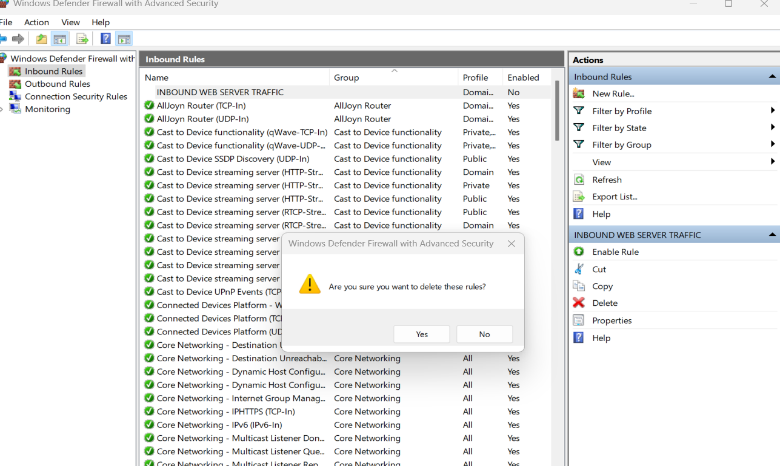 Windows Defender Firewall with Advanced Security
File Action View Help
Windows Defender Firewall with
Inbound Rules
Outbound Rules
Connection Security Rules
Monitoring
Inbound Rules
Name Group Profile Enabled
INBOUND WEB SERVER TRAFFIC Domai... No
AllJoyn Router (TCP-In) AllJoyn Router Domai... Yes
AllJoyn Router (UDP-In) AllJoyn Router Domai... Yes
Cast to Device functionality (qWave-TCP-In) Cast to Device functionality Private,... Yes
Cast to Device functionality (qWave-UDP-... Cast to Device functionality Private,... Yes
Cast to Device SSDP Discovery (UDP-In) Cast to Device functionality Public Yes
Cast to Device streaming server (HTTP-Str... Cast to Device functionality Domain Yes
Cast to Device streaming server (HTTP-Str... Cast to Device functionality Private Yes
Cast to Device streaming server (HTTP-Str... Cast to Device functionality Public Yes
Cast to Device streaming server (RTCP-Stre... Cast to Device functionality Public Yes
Cast to Device streaming server (RTCP-Stre... Cast to Device functionality Domain Yes
Cast to Device streaming server
Cast to Device streaming server
Cast to Device streaming server
Cast to Device streaming server
Cast to Device UPnP Events (TCP
Connected Devices Platform - W
Connected Devices Platform (TC
Connected Devices Platform (UD
Core Networking - Destination
Core Networking - Destination Unreachab... Core Networking All Yes
Core Networking - Dynamic Host Configu... Core Networking All Yes
Core Networking - Dynamic Host Configu... Core Networking All Yes
Core Networking - Internet Group Manag... Core Networking All Yes
Core Networking - IPHTTPS (TCP-In) Core Networking All Yes
Core Networking - IPv6 (IPv6-In) Core Networking All Yes
Core Networking - Multicast Listener Don... Core Networking All Yes
Core Networking - Multicast Listener Que... Core Networking All Yes
Core Networking - Multicast Listener Rep... Core Networking All Yes
Windows Defender Firewall with Advanced Security
Are you sure you want to delete these rules?
Yes No
Actions
Inbound Rules
New Rule...
Filter by Profile
Filter by State
Filter by Group
View
Refresh
Export List...
Help
INBOUND WEB SERVER TRAFFIC
Enable Rule
Cut
Copy
Delete
Properties
Help